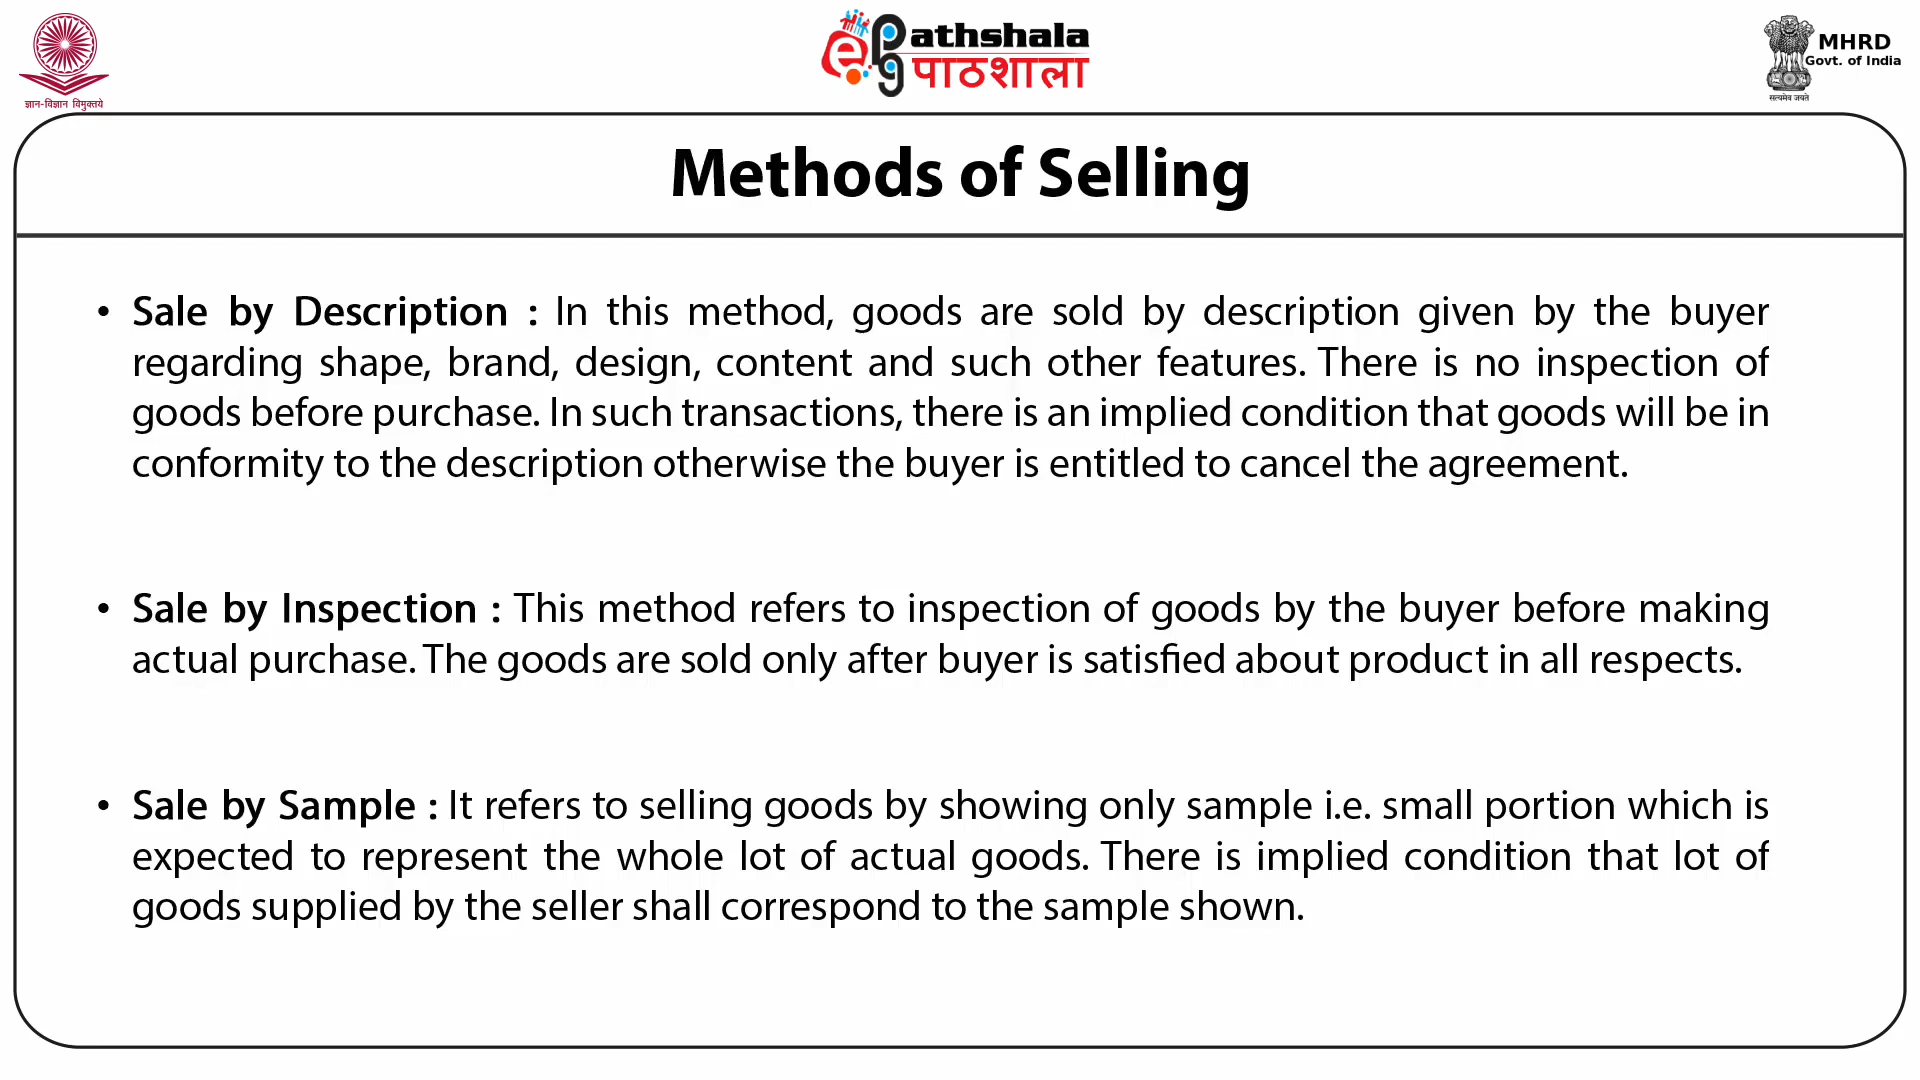 ज्ञान-विज्ञान विमुक्तये
ePathshala
पाठशाला
MHRD
Govt. of India
सत्यमेव जयते
Methods of Selling
• Sale by Description : In this method, goods are sold by description given by the buyer
regarding shape, brand, design, content and such other features. There is no inspection of
goods before purchase. In such transactions, there is an implied condition that goods will be in
conformity to the description otherwise the buyer is entitled to cancel the agreement.
• Sale by Inspection : This method refers to inspection of goods by the buyer before making
actual purchase. The goods are sold only after buyer is satisfied about product in all respects.
• Sale by Sample : It refers to selling goods by showing only sample i.e. small portion which is
expected to represent the whole lot of actual goods. There is implied condition that lot of
goods supplied by the seller shall correspond to the sample shown.